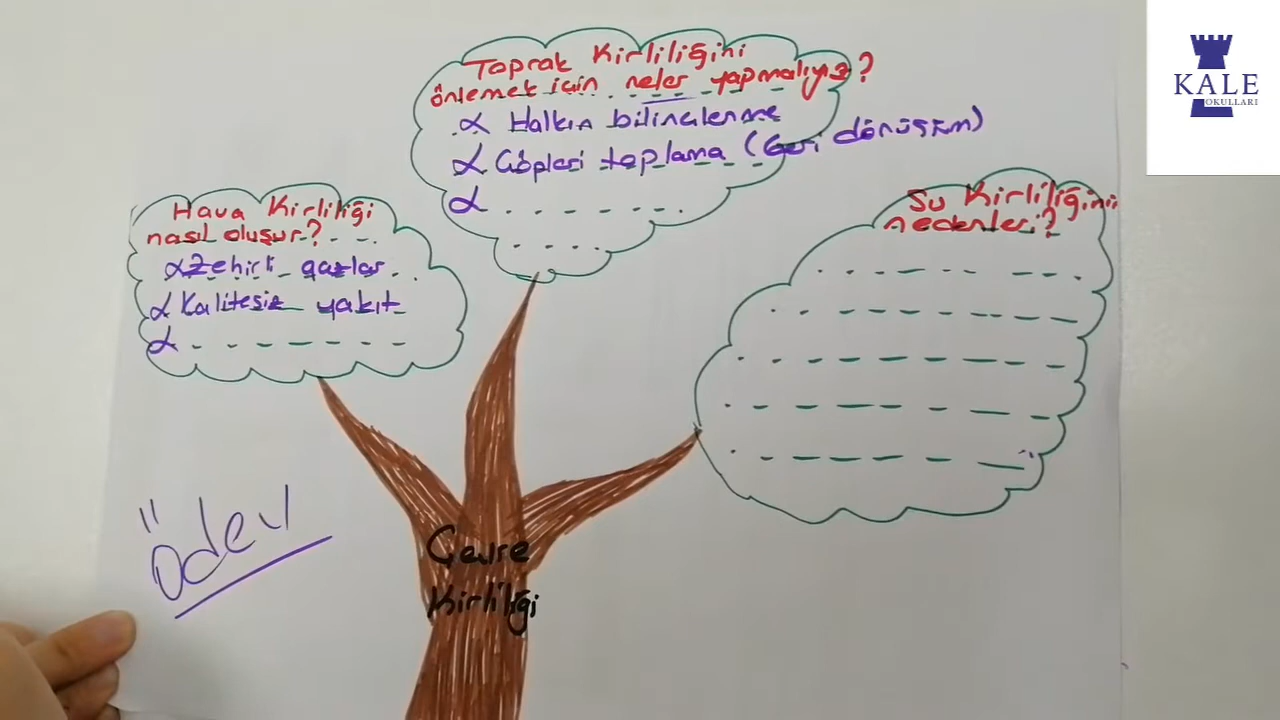 Toprak Kirliliğini
önlemek için neler yapmalıyız?
Halkın bilinçlenme
Çöpleri toplama (Geri dönüşüm)
Hava Kirliliği
nasıl oluşur?
Zehirli gazlar
Kalitesiz yakıt
Su Kirliliğinin
nedenleri?
Ödev
Çevre
Kirliliği
KALE
OKULLARI